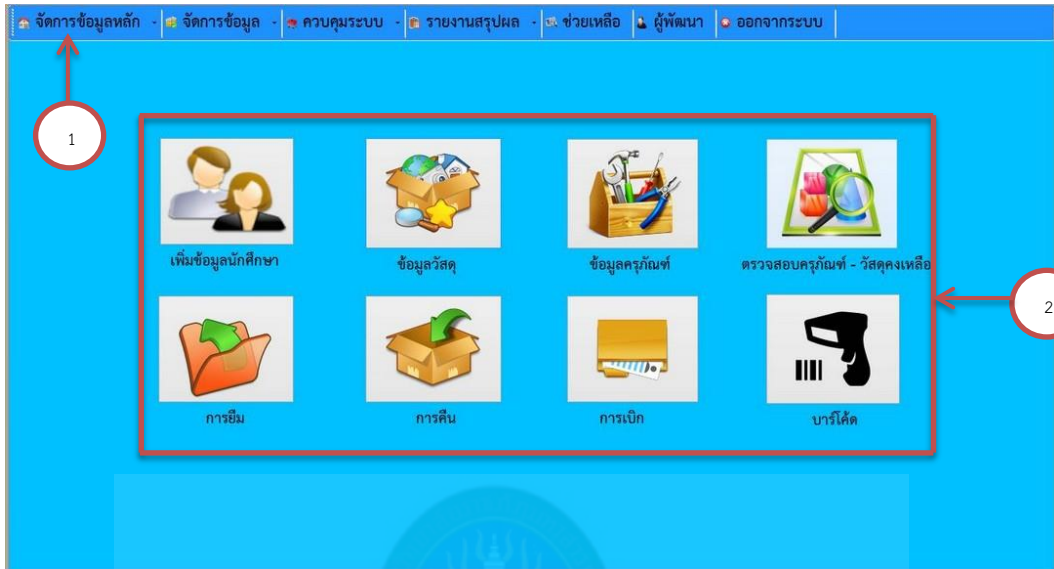 จัดการข้อมูลหลัก จัดการข้อมูล ควบคุมระบบ รายงานสรุปผล ช่วยเหลือ ผู้พัฒนา ออกจากระบบ
1
เพิ่มข้อมูลนักศึกษา ข้อมูลวัสดุ ข้อมูลครุภัณฑ์ ตรวจสอบครุภัณฑ์ - วัสดุคงเหลือ
2
การยืม การคืน การเบิก บาร์โค้ด